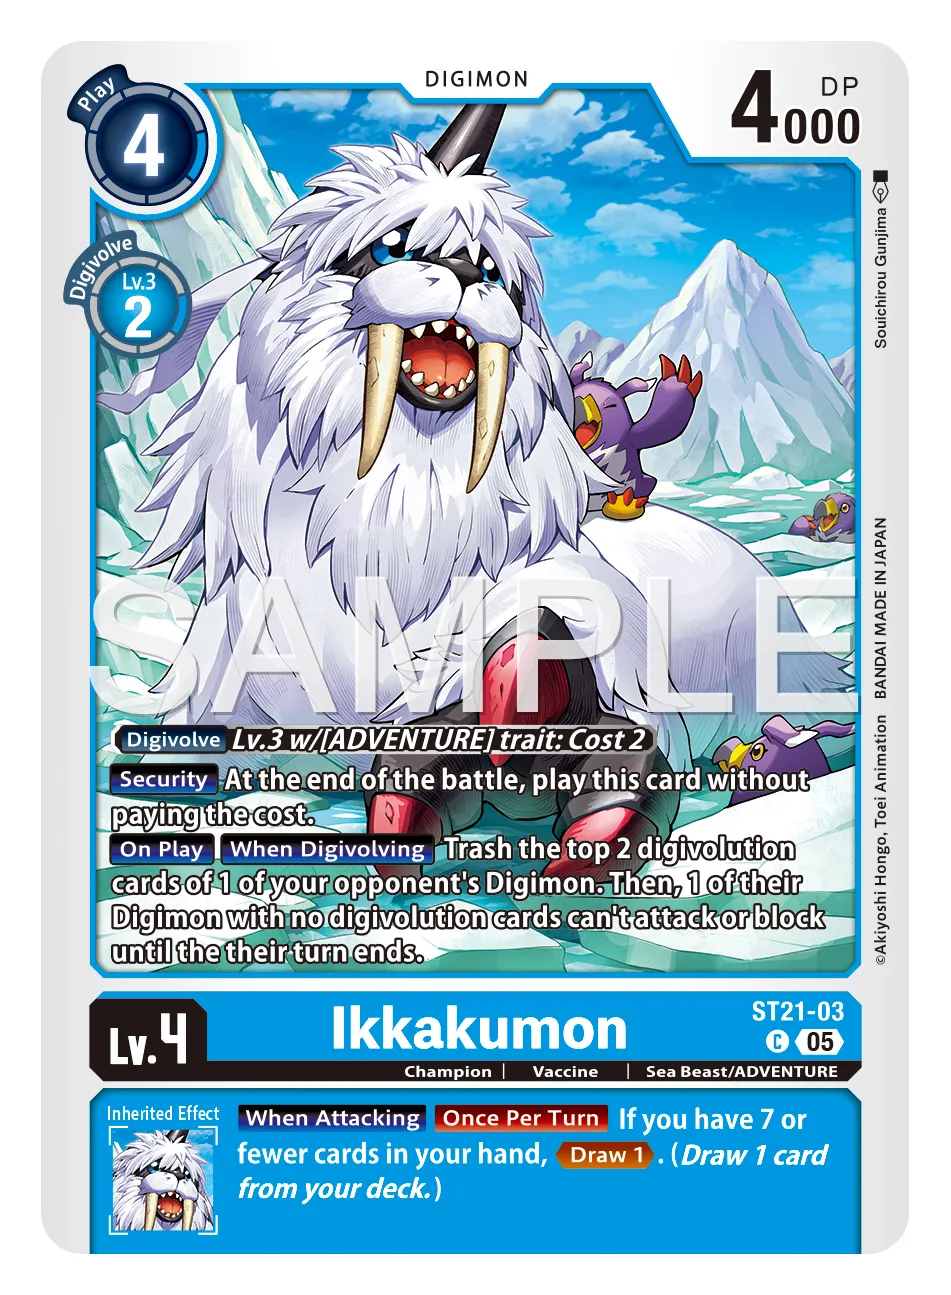 DIGIMON
Play
4
DP
4000
Digivolve
Lv.3
2
Souichirou Gunjima
SAMPLE
Digivolve Lv.3 w/[ADVENTURE] trait: Cost 2
Security At the end of the battle, play this card without
paying the cost.
On Play When Digivolving Trash the top 2 digivolution
cards of 1 of your opponent's Digimon. Then, 1 of their
Digimon with no digivolution cards can't attack or block
until the their turn ends.
©Akiyoshi Hongo, Toei Animation BANDAI MADE IN JAPAN
Lv.4
Ikkakumon
ST21-03
C 05
Champion | Vaccine | Sea Beast/ADVENTURE
Inherited Effect
When Attacking Once Per Turn If you have 7 or
fewer cards in your hand, Draw 1. (Draw 1 card
from your deck.)